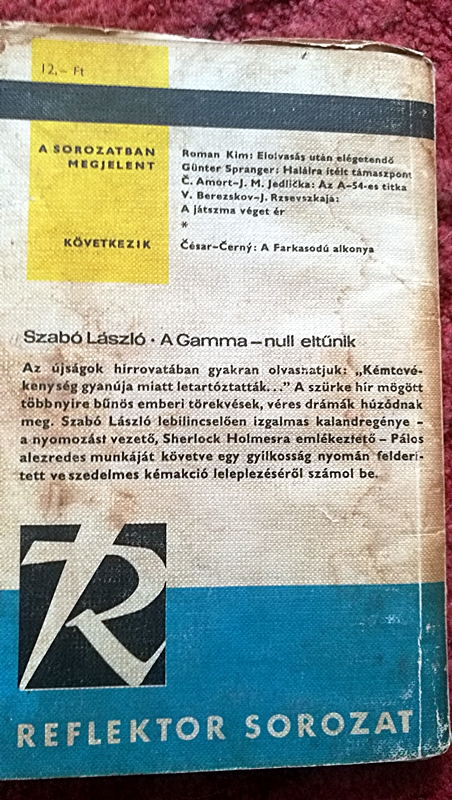 12,– Ft
A SOROZATBAN
MEGJELENT
Roman Kim: Elolvasás után elégetendő
Günter Spranger: Halálra ítélt támaszpont
Č. Amort–J. M. Jedlička: Az A–54-es titka
V. Berezskov–J. Rzsevszkaja:
A játszma véget ér
*
KÖVETKEZIK
César–Černý: A Farkasodú alkonya
Szabó László · A Gamma – null eltűnik
Az újságok hírrovatában gyakran olvashatjuk: „Kémtevé-
kenység gyanúja miatt letartóztatták...” A szürke hír mögött
többnyire bűnös emberi törekvések, véres drámák húzódnak
meg. Szabó László lebilincselően izgalmas kalandregénye –
a nyomozást vezető, Sherlock Holmesra emlékeztető – Pálos
alezredes munkáját követve egy gyilkosság nyomán felderí-
tett veszedelmes kémakció leleplezéséről számol be.
R
REFLEKTOR SOROZAT